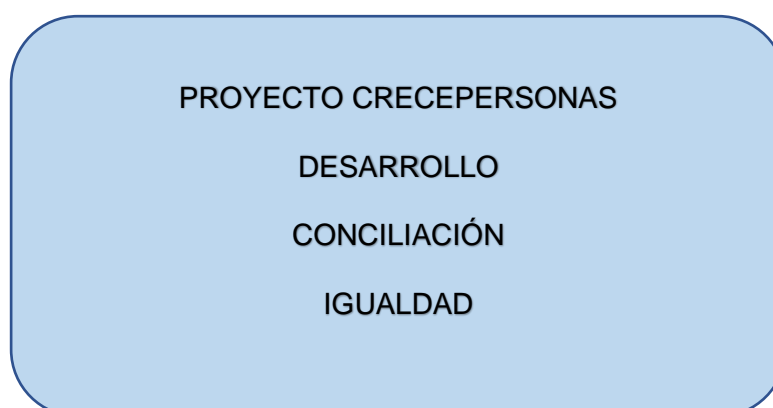 PROYECTO CRECEPERSONAS
DESARROLLO
CONCILIACIÓN
IGUALDAD